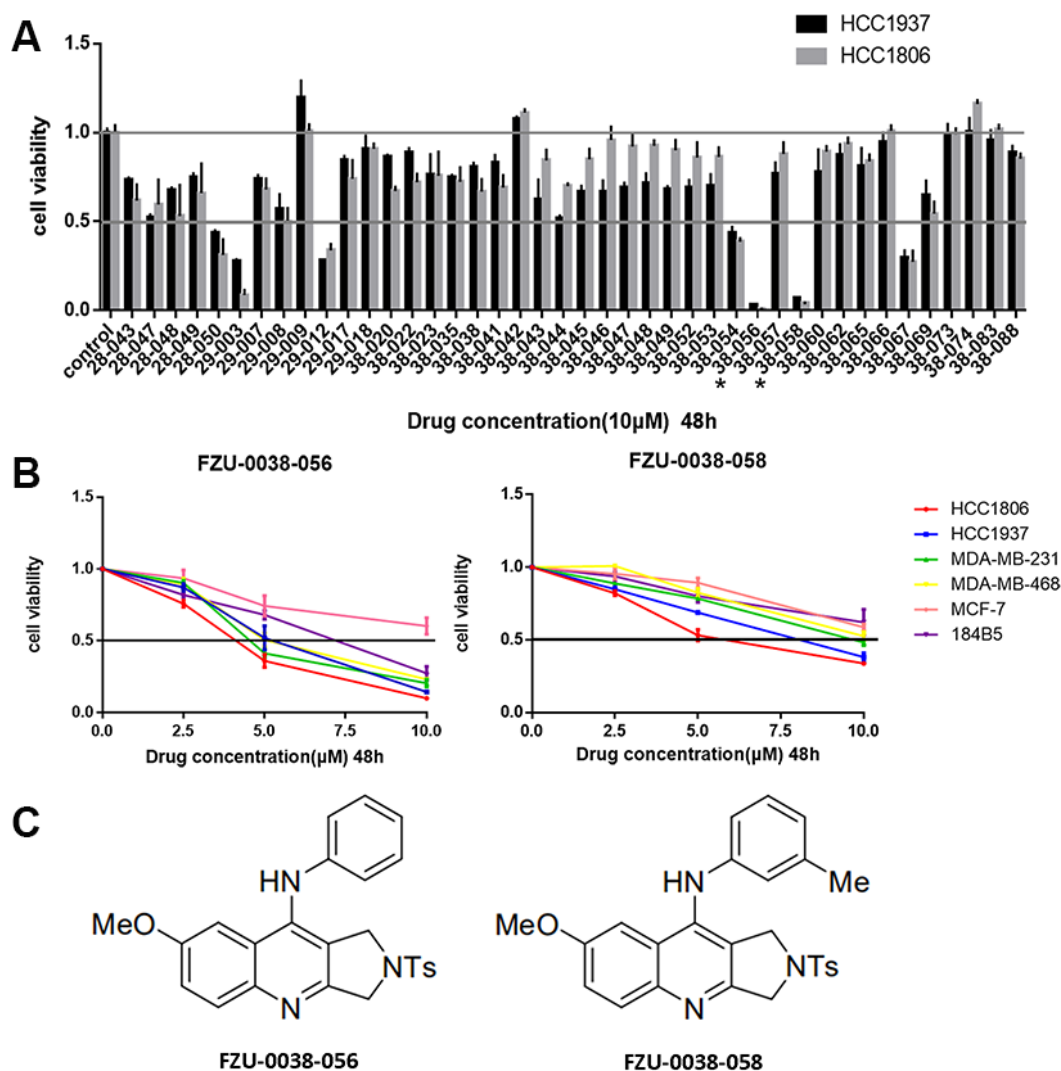 A
HCC1937
HCC1806
1.5
1.0
0.5
0.0
cell viability
control
28-043
28-047
28-048
28-049
28-050
29-003
29-007
29-008
29-009
29-012
29-017
29-018
38-020
38-022
38-023
38-035
38-038
38-041
38-042
38-043
38-044
38-045
38-046
38-047
38-048
38-049
38-052
38-053
38-054
38-056
38-057
38-058
38-060
38-062
38-065
38-066
38-067
38-069
38-073
38-074
38-083
38-088
* *
Drug concentration(10μM) 48h
B
FZU-0038-056
1.5
1.0
0.5
0.0
cell viability
0.0 2.5 5.0 7.5 10.0
Drug concentration(μM) 48h
FZU-0038-058
1.5
1.0
0.5
0.0
cell viability
0.0 2.5 5.0 7.5 10.0
Drug concentration(μM) 48h
HCC1806
HCC1937
MDA-MB-231
MDA-MB-468
MCF-7
184B5
C
HN
MeO
NTs
N
FZU-0038-056
HN
Me
MeO
NTs
N
FZU-0038-058